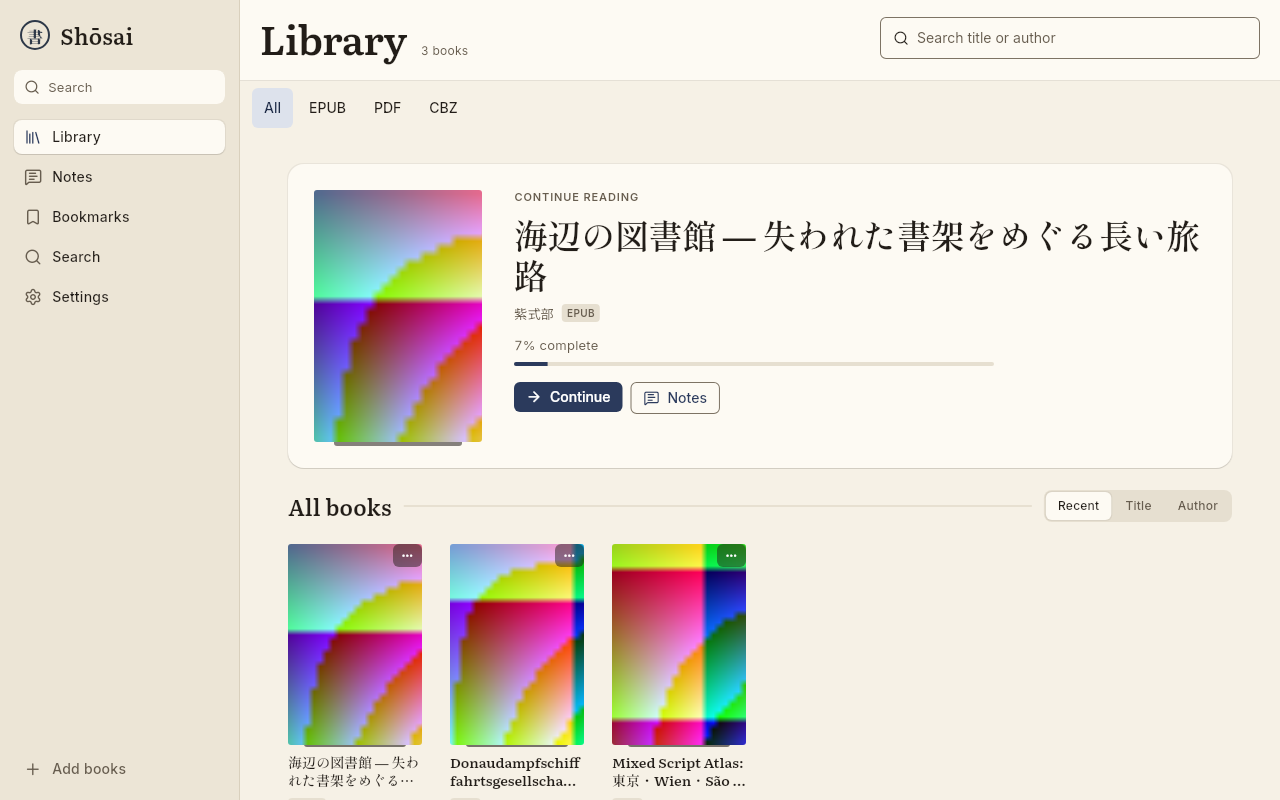 書 Shōsai
Search
Library
Notes
Bookmarks
Search
Settings
Add books
Library 3 books
Search title or author
All EPUB PDF CBZ
CONTINUE READING
海辺の図書館 — 失われた書架をめぐる長い旅
路
紫式部 EPUB
7% complete
Continue Notes
All books
Recent Title Author
海辺の図書館 — 失わ
れた書架をめぐる…
Donaudampfschiff
fahrtsgesellscha…
Mixed Script Atlas:
東京・Wien・São …